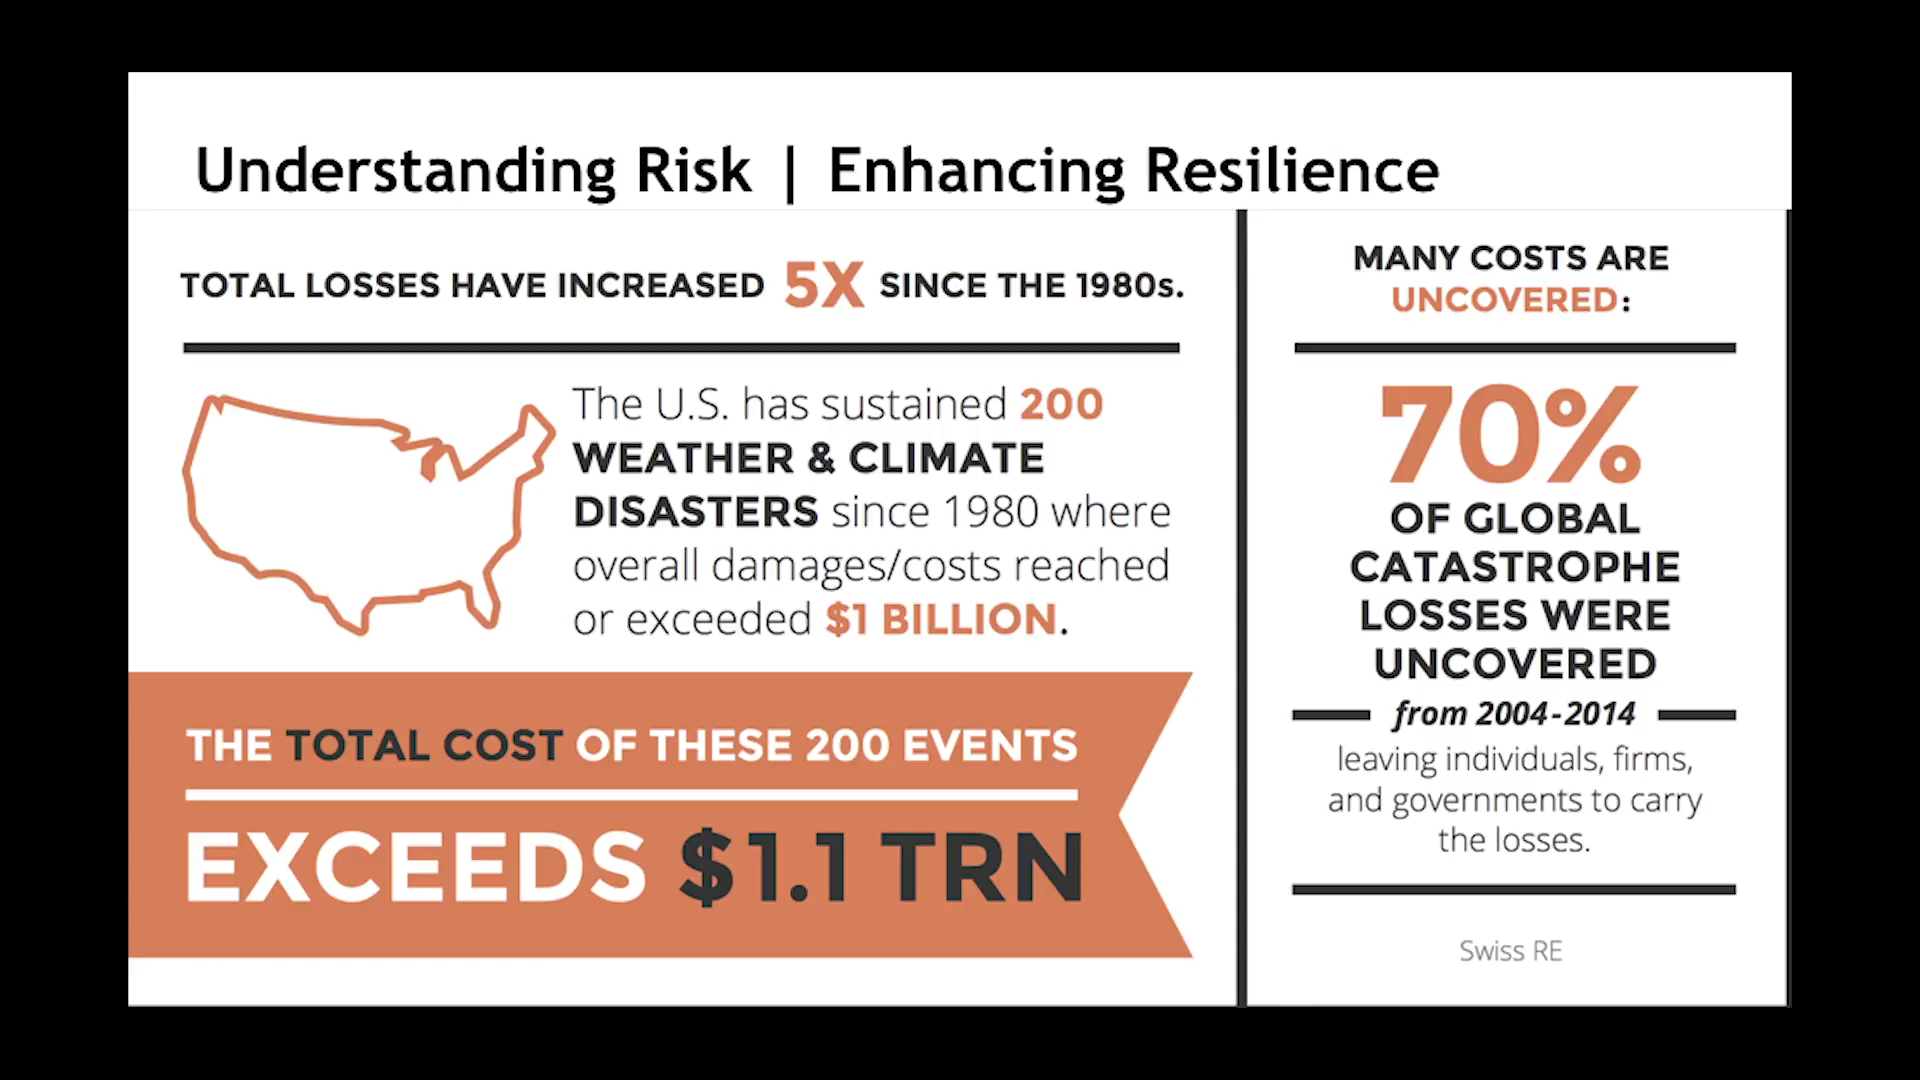 Understanding Risk | Enhancing Resilience
TOTAL LOSSES HAVE INCREASED 5X SINCE THE 1980s.
The U.S. has sustained 200
WEATHER & CLIMATE
DISASTERS since 1980 where
overall damages/costs reached
or exceeded $1 BILLION.
THE TOTAL COST OF THESE 200 EVENTS
EXCEEDS $1.1 TRN
MANY COSTS ARE
UNCOVERED:
70%
OF GLOBAL
CATASTROPHE
LOSSES WERE
UNCOVERED
from 2004-2014
leaving individuals, firms,
and governments to carry
the losses.
Swiss RE